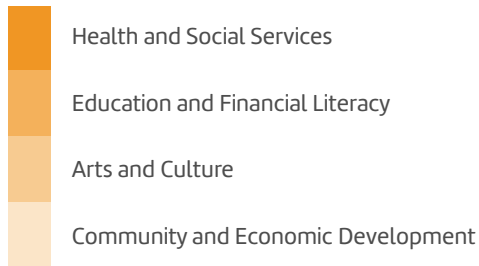 Health and Social Services
Education and Financial Literacy
Arts and Culture
Community and Economic Development